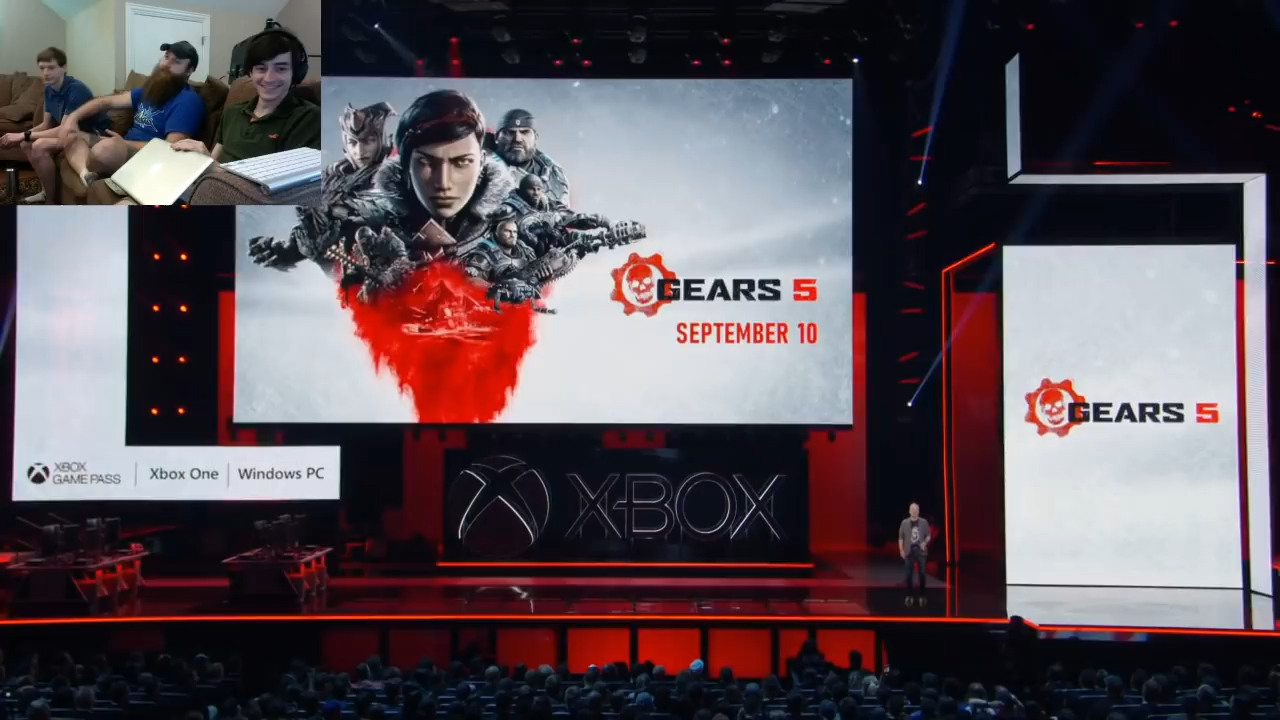 GEARS 5
SEPTEMBER 10
GEARS 5
XBOX
GAME PASS
Xbox One
Windows PC
XBOX